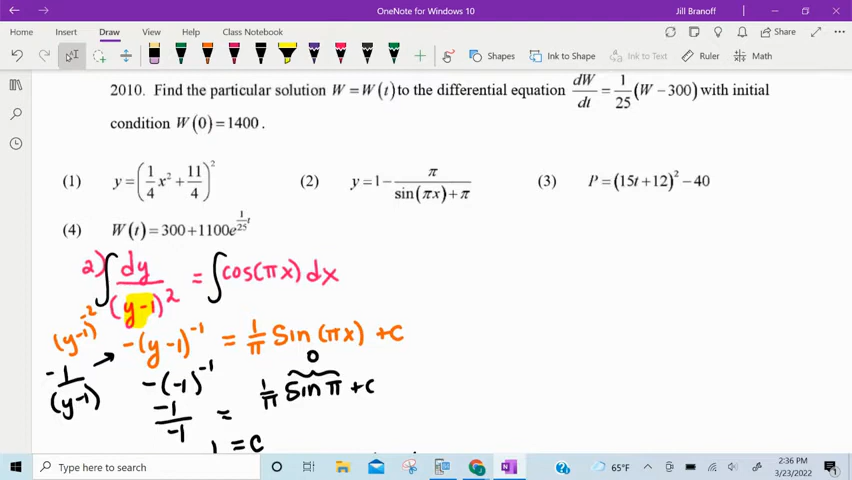 OneNote for Windows 10
Jill Branoff
Home Insert Draw View Class Notebook
Share
Shapes Ink to Shape Ink to Text Ruler Math
2010. Find the particular solution W = W(t) to the differential equation dW/dt = 1/25 (W − 300) with initial
condition W(0) = 1400.
(1) y = (1/4 x² + 11/4)² (2) y = 1 − π/(sin(πx) + π) (3) P = (15t + 12)² − 40
(4) W(t) = 300 + 1100e^(1/25 t)
2) ∫ dy/(y-1)² = ∫ cos(πx) dx
(y-1)⁻² -(y-1)⁻¹ = 1/π Sin (πx) + C
0
-1/(y-1) -(-1)⁻¹ 1/π Sin π + C
-1/-1 =
1 = C
Type here to search
65°F
2:36 PM
3/23/2022